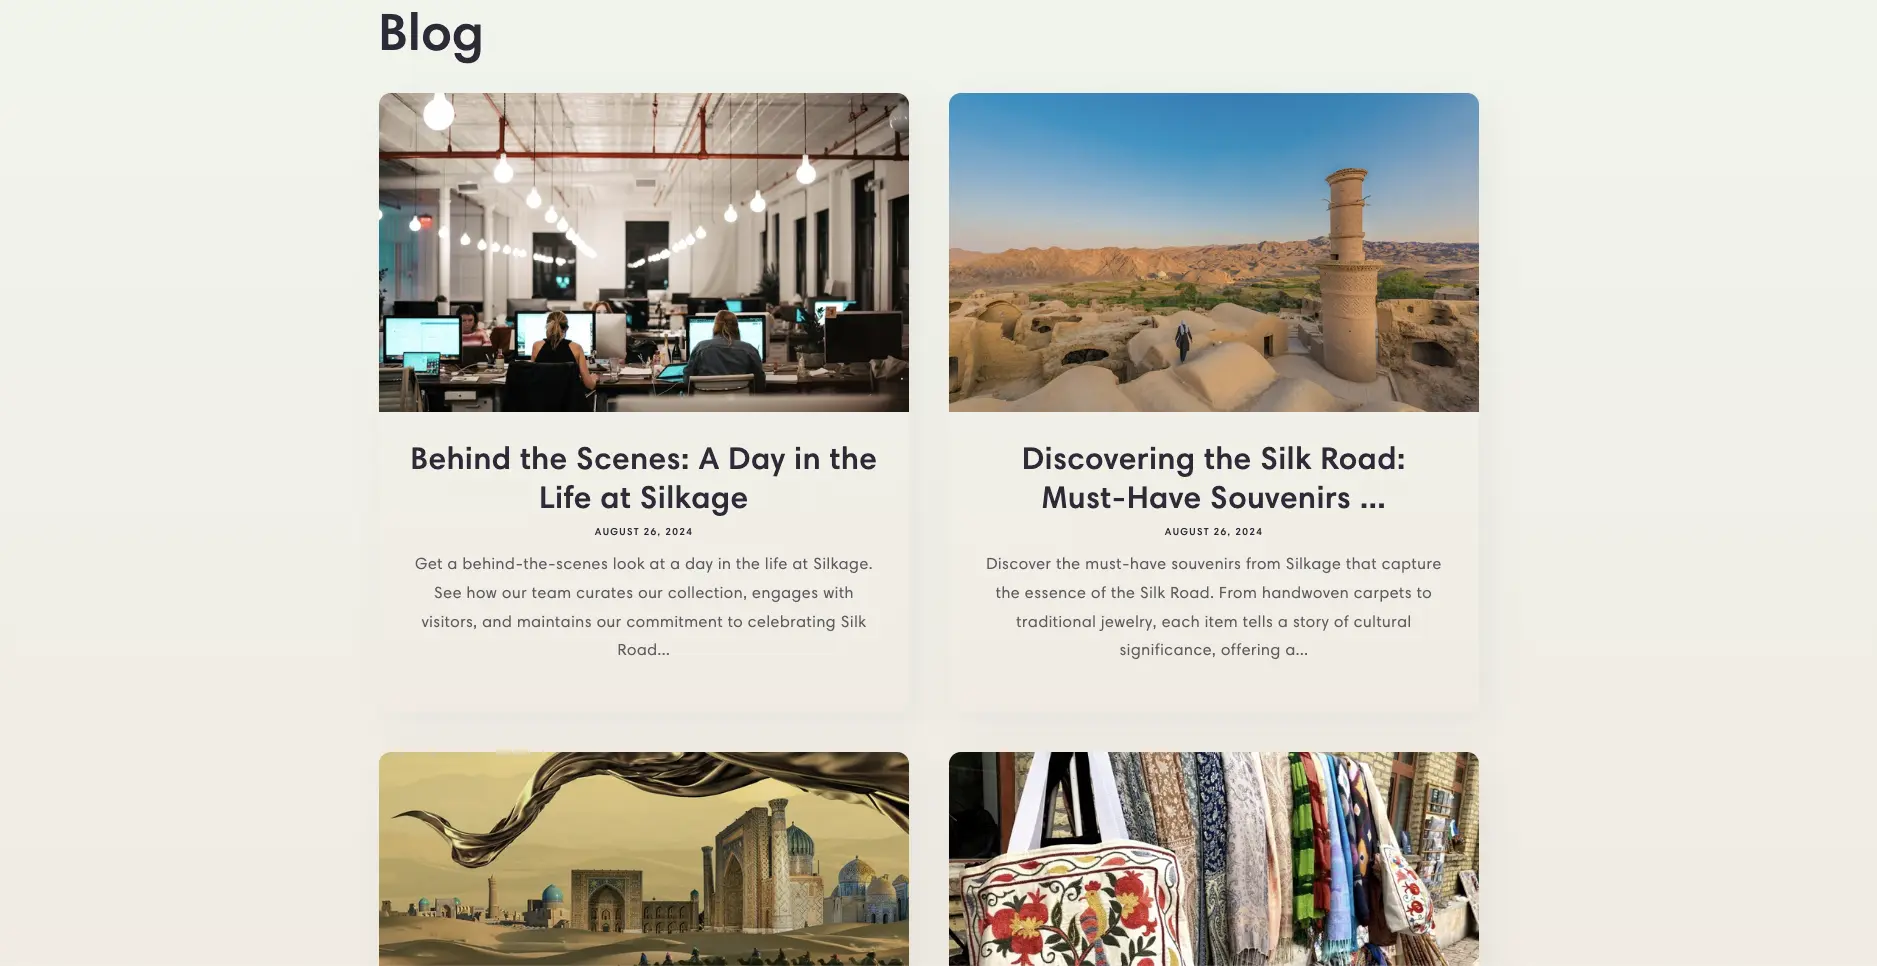 Blog
Behind the Scenes: A Day in the
Life at Silkage
AUGUST 26, 2024
Get a behind-the-scenes look at a day in the life at Silkage.
See how our team curates our collection, engages with
visitors, and maintains our commitment to celebrating Silk
Road...
Discovering the Silk Road:
Must-Have Souvenirs ...
AUGUST 26, 2024
Discover the must-have souvenirs from Silkage that capture
the essence of the Silk Road. From handwoven carpets to
traditional jewelry, each item tells a story of cultural
significance, offering a...